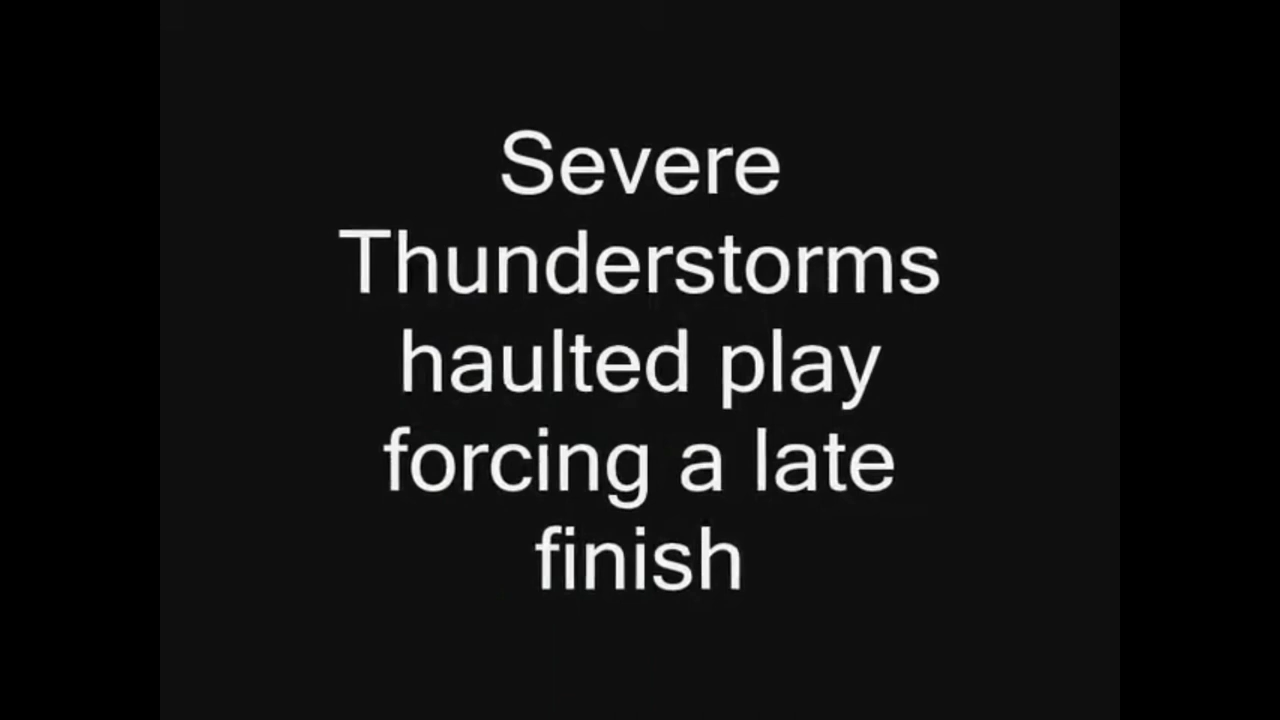 Severe
Thunderstorms
haulted play
forcing a late
finish